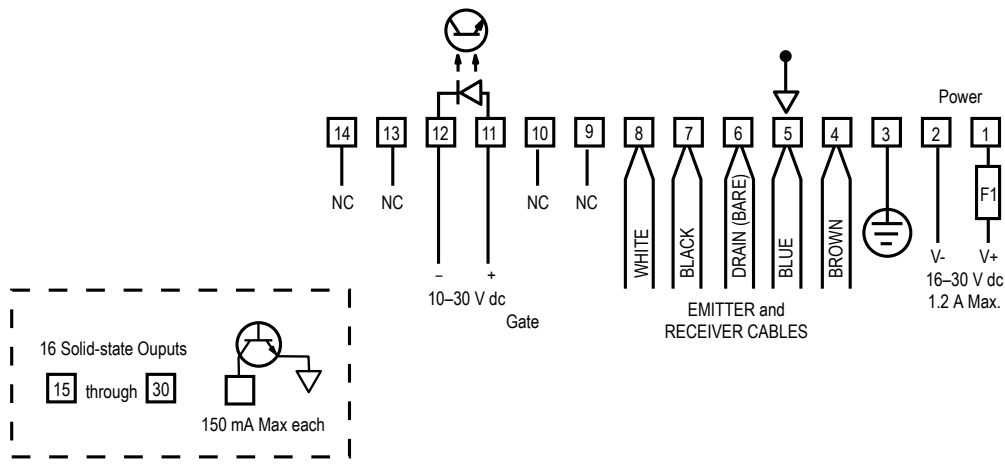 Power
14 13 12 11 10 9 8 7 6 5 4 3 2 1
NC NC NC NC
WHITE
BLACK
DRAIN (BARE)
BLUE
BROWN
F1
– +
10–30 V dc
Gate
V- V+
16–30 V dc
1.2 A Max.
EMITTER and
RECEIVER CABLES
16 Solid-state Ouputs
15 through 30
150 mA Max each